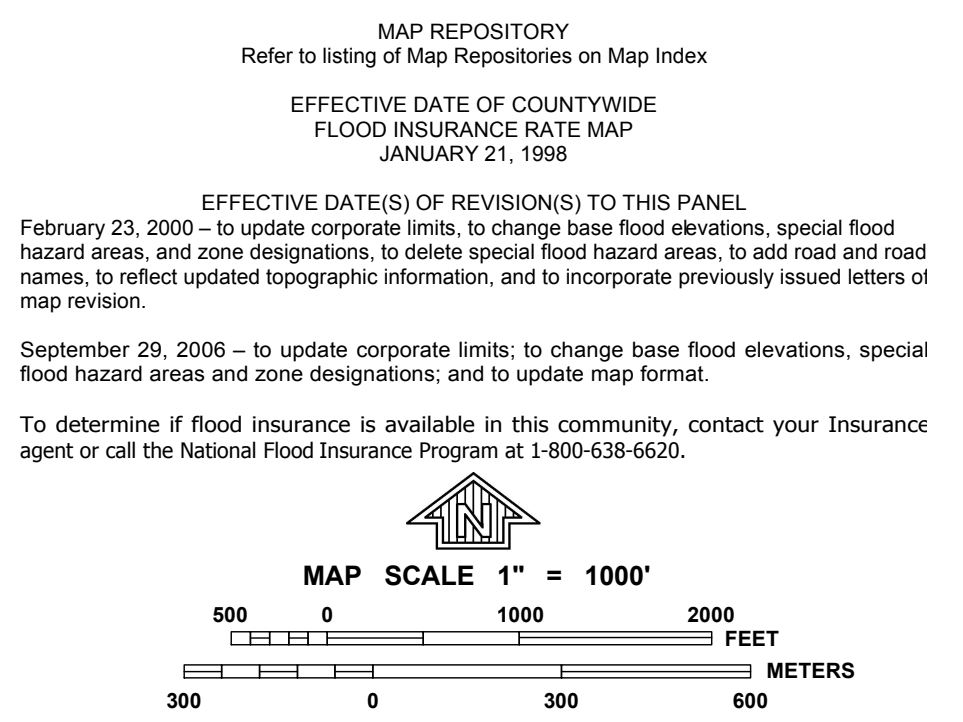 MAP REPOSITORY
Refer to listing of Map Repositories on Map Index
EFFECTIVE DATE OF COUNTYWIDE
FLOOD INSURANCE RATE MAP
JANUARY 21, 1998
EFFECTIVE DATE(S) OF REVISION(S) TO THIS PANEL
February 23, 2000 – to update corporate limits, to change base flood elevations, special flood
hazard areas, and zone designations, to delete special flood hazard areas, to add road and road
names, to reflect updated topographic information, and to incorporate previously issued letters of
map revision.
September 29, 2006 – to update corporate limits; to change base flood elevations, special
flood hazard areas and zone designations; and to update map format.
To determine if flood insurance is available in this community, contact your Insurance
agent or call the National Flood Insurance Program at 1-800-638-6620.
N
MAP SCALE 1" = 1000'
500 0 1000 2000
FEET
METERS
300 0 300 600